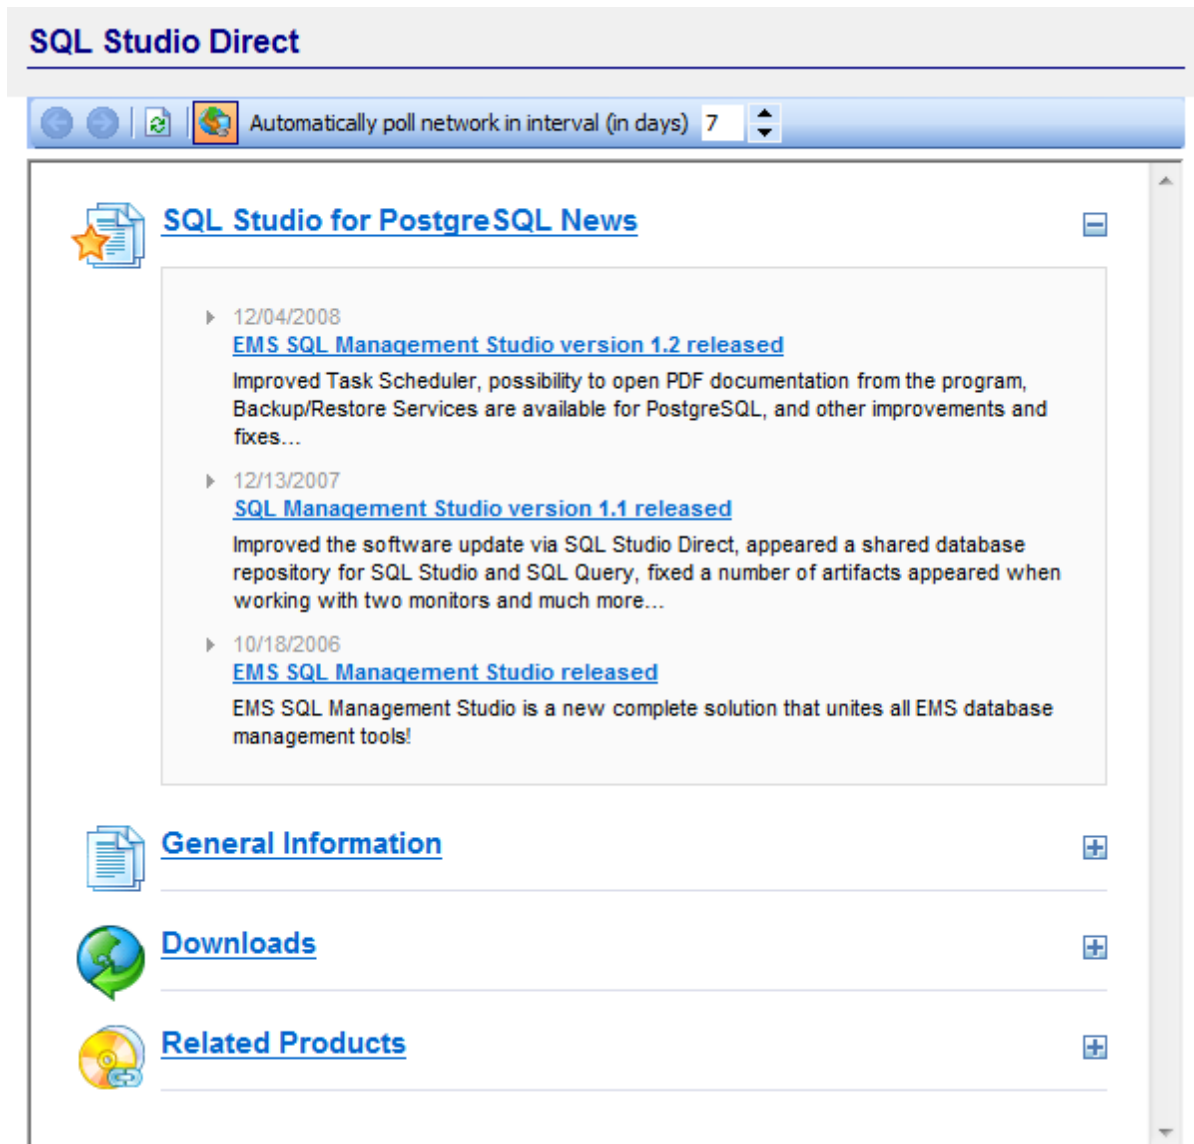 SQL Studio Direct
Automatically poll network in interval (in days) 7
SQL Studio for PostgreSQL News
12/04/2008
EMS SQL Management Studio version 1.2 released
Improved Task Scheduler, possibility to open PDF documentation from the program,
Backup/Restore Services are available for PostgreSQL, and other improvements and
fixes...
12/13/2007
SQL Management Studio version 1.1 released
Improved the software update via SQL Studio Direct, appeared a shared database
repository for SQL Studio and SQL Query, fixed a number of artifacts appeared when
working with two monitors and much more...
10/18/2006
EMS SQL Management Studio released
EMS SQL Management Studio is a new complete solution that unites all EMS database
management tools!
General Information
Downloads
Related Products